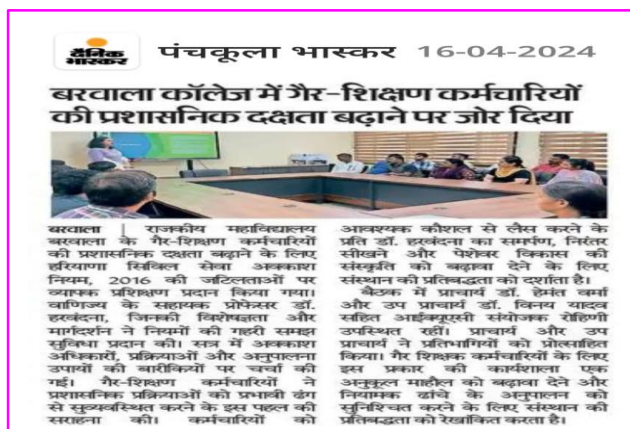 दैनिक
भास्कर
पंचकूला भास्कर 16-04-2024
बरवाला कॉलेज में गैर-शिक्षण कर्मचारियों
की प्रशासनिक दक्षता बढ़ाने पर जोर दिया
बरवाला | राजकीय महाविद्यालय
बरवाला के गैर-शिक्षण कर्मचारियों
की प्रशासनिक दक्षता बढ़ाने के लिए
हरियाणा सिविल सेवा अवकाश
नियम, 2016 की जटिलताओं पर
व्यापक प्रशिक्षण प्रदान किया गया।
वाणिज्य के सहायक प्रोफेसर डॉ.
हरवंदना, जिनकी विशेषज्ञता और
मार्गदर्शन ने नियमों की गहरी समझ
सुविधा प्रदान की। सत्र में अवकाश
अधिकारों, प्रक्रियाओं और अनुपालना
उपायों की बारीकियों पर चर्चा की
गई। गैर-शिक्षण कर्मचारियों ने
प्रशासनिक प्रक्रियाओं को प्रभावी ढंग
से सुव्यवस्थित करने के इस पहल की
सराहना की। कर्मचारियों को
आवश्यक कौशल से लैस करने के
प्रति डॉ. हरवंदना का समर्पण, निरंतर
सीखने और पेशेवर विकास की
संस्कृति को बढ़ावा देने के लिए
संस्थान की प्रतिबद्धता को दर्शाता है।
बैठक में प्राचार्य डॉ. हेमंत वर्मा
और उप प्राचार्य डॉ. विनय यादव
सहित आईक्यूएसी संयोजक रोहिणी
उपस्थित रहीं। प्राचार्य और उप
प्राचार्य ने प्रतिभागियों को प्रोत्साहित
किया। गैर शिक्षक कर्मचारियों के लिए
इस प्रकार की कार्यशाला एक
अनुकूल माहौल को बढ़ावा देने और
नियामक ढांचे के अनुपालन को
सुनिश्चित करने के लिए संस्थान की
प्रतिबद्धता को रेखांकित करता है।